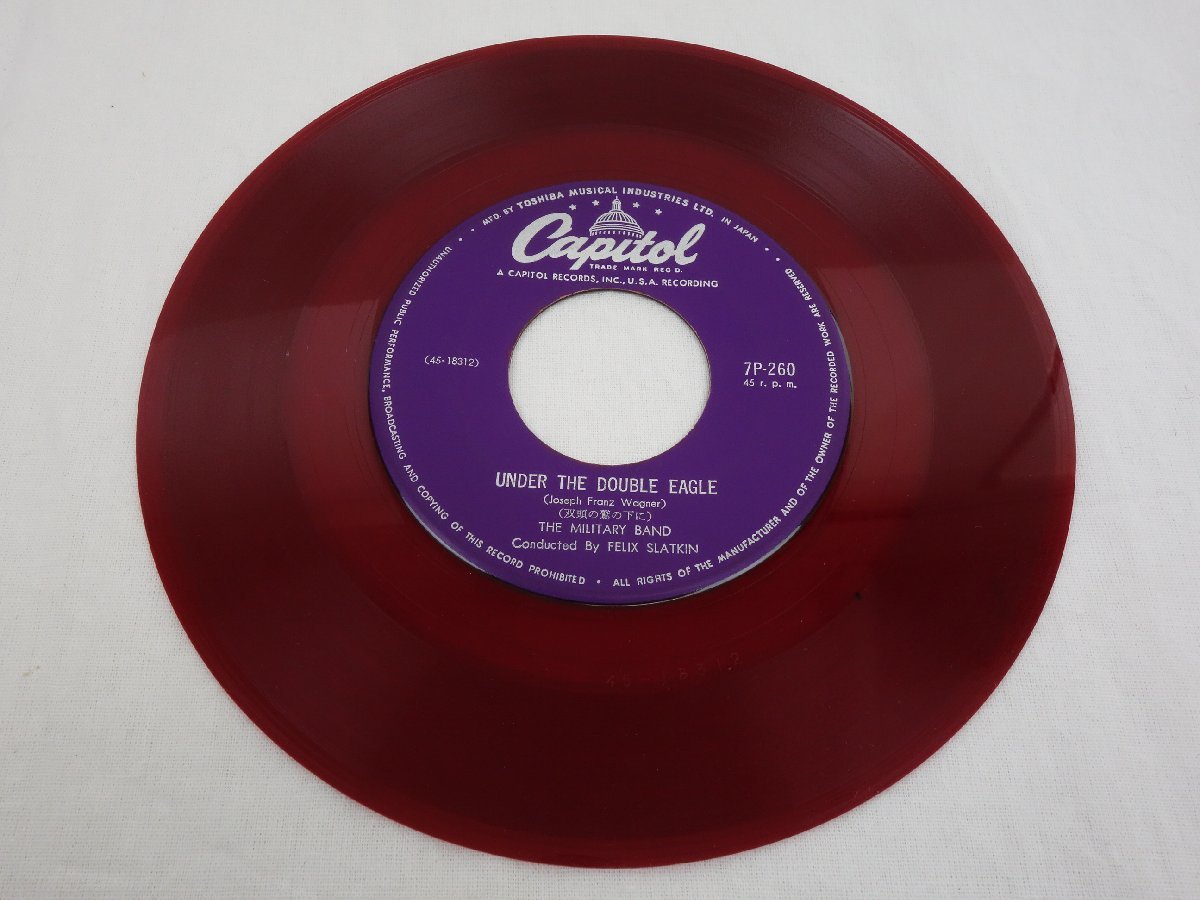 MFD. BY TOSHIBA MUSICAL INDUSTRIES LTD. IN JAPAN
Capitol
TRADE MARK REG D.
A CAPITOL RECORDS, INC., U.S.A. RECORDING
(45-18312)
7P-260
45 r. p. m.
UNDER THE DOUBLE EAGLE
(Joseph Franz Wagner)
(双頭の鷲の下に)
THE MILITARY BAND
Conducted By FELIX SLATKIN
UNAUTHORIZED PUBLIC PERFORMANCE, BROADCASTING AND COPYING OF THIS RECORD PROHIBITED • ALL RIGHTS OF THE MANUFACTURER AND OF THE OWNER OF THE RECORDED WORK ARE RESERVED
45-18312